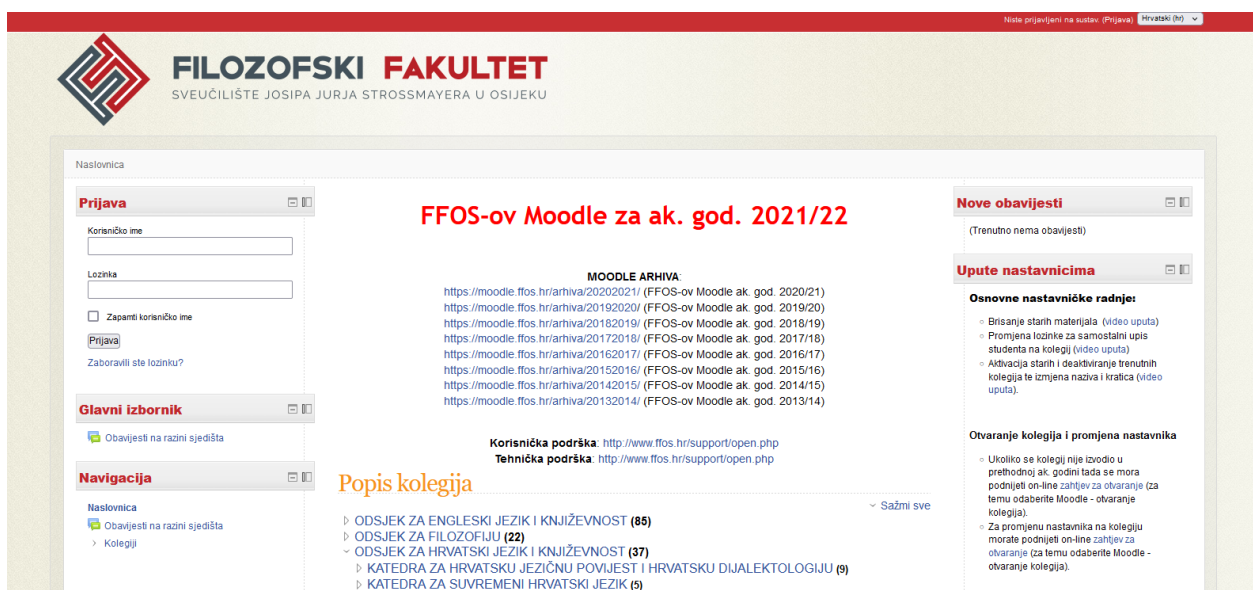 Niste prijavljeni na sustav. (Prijava) Hrvatski (hr)
FILOZOFSKI FAKULTET
SVEUČILIŠTE JOSIPA JURJA STROSSMAYERA U OSIJEKU
Naslovnica
Prijava
Korisničko ime
Lozinka
Zapamti korisničko ime
Prijava
Zaboravili ste lozinku?
Glavni izbornik
Obavijesti na razini sjedišta
Navigacija
Naslovnica
Obavijesti na razini sjedišta
Kolegiji
FFOS-ov Moodle za ak. god. 2021/22
MOODLE ARHIVA:
https://moodle.ffos.hr/arhiva/20202021/ (FFOS-ov Moodle ak. god. 2020/21)
https://moodle.ffos.hr/arhiva/20192020/ (FFOS-ov Moodle ak. god. 2019/20)
https://moodle.ffos.hr/arhiva/20182019/ (FFOS-ov Moodle ak. god. 2018/19)
https://moodle.ffos.hr/arhiva/20172018/ (FFOS-ov Moodle ak. god. 2017/18)
https://moodle.ffos.hr/arhiva/20162017/ (FFOS-ov Moodle ak. god. 2016/17)
https://moodle.ffos.hr/arhiva/20152016/ (FFOS-ov Moodle ak. god. 2015/16)
https://moodle.ffos.hr/arhiva/20142015/ (FFOS-ov Moodle ak. god. 2014/15)
https://moodle.ffos.hr/arhiva/20132014/ (FFOS-ov Moodle ak. god. 2013/14)
Korisnička podrška: http://www.ffos.hr/support/open.php
Tehnička podrška: http://www.ffos.hr/support/open.php
Popis kolegija
Sažmi sve
ODSJEK ZA ENGLESKI JEZIK I KNJIŽEVNOST (85)
ODSJEK ZA FILOZOFIJU (22)
ODSJEK ZA HRVATSKI JEZIK I KNJIŽEVNOST (37)
KATEDRA ZA HRVATSKU JEZIČNU POVIJEST I HRVATSKU DIJALEKTOLOGIJU (9)
KATEDRA ZA SUVREMENI HRVATSKI JEZIK (5)
Nove obavijesti
(Trenutno nema obavijesti)
Upute nastavnicima
Osnovne nastavničke radnje:
Brisanje starih materijala (video uputa)
Promjena lozinke za samostalni upis
studenta na kolegij (video uputa)
Aktivacija starih i deaktiviranje trenutnih
kolegija te izmjena naziva i kratica (video
uputa).
Otvaranje kolegija i promjena nastavnika
Ukoliko se kolegij nije izvodio u
prethodnoj ak. godini tada se mora
podnijeti on-line zahtjev za otvaranje (za
temu odaberite Moodle - otvaranje
kolegija).
Za promjenu nastavnika na kolegiju
morate podnijeti on-line zahtjev za
otvaranje (za temu odaberite Moodle -
otvaranje kolegija).